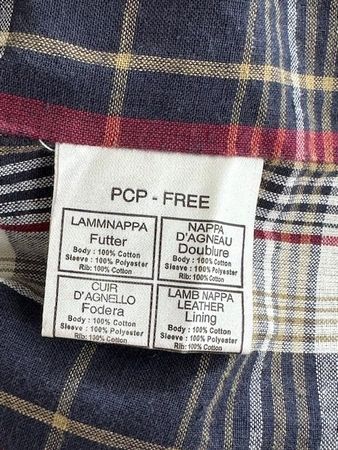 PCP - FREE
LAMMNAPPA
Futter
Body : 100% Cotton
Sleeve : 100% Polyester
Rib: 100% Cotton
NAPPA
D'AGNEAU
Doublure
Body : 100% Cotton
Sleeve : 100% Polyester
Rib: 100% Cotton
CUIR
D'AGNELLO
Fodera
Body : 100% Cotton
Sleeve : 100% Polyester
Rib: 100% Cotton
LAMB NAPPA
LEATHER
Lining
Body : 100% Cotton
Sleeve : 100% Polyester
Rib: 100% Cotton